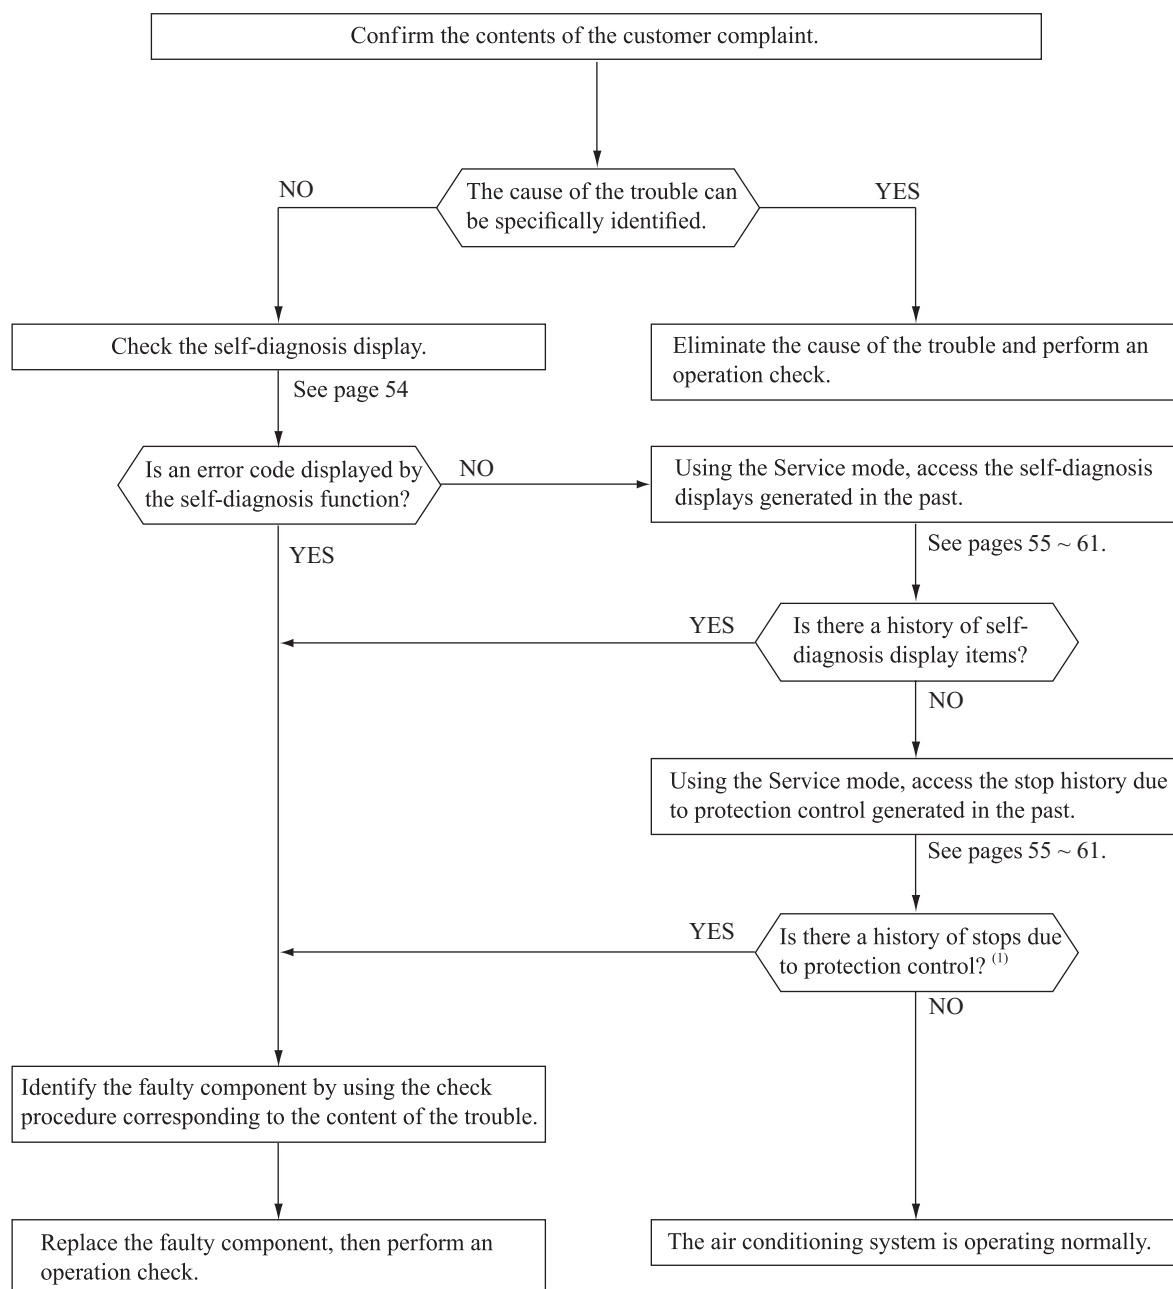 Confirm the contents of the customer complaint.
NO
The cause of the trouble can
be specifically identified.
YES
Check the self-diagnosis display.
See page 54
Eliminate the cause of the trouble and perform an
operation check.
Is an error code displayed by
the self-diagnosis function?
NO
YES
Using the Service mode, access the self-diagnosis
displays generated in the past.
See pages 55 ~ 61.
YES
Is there a history of self-
diagnosis display items?
NO
Using the Service mode, access the stop history due
to protection control generated in the past.
See pages 55 ~ 61.
YES
Is there a history of stops due
to protection control? (1)
NO
Identify the faulty component by using the check
procedure corresponding to the content of the trouble.
Replace the faulty component, then perform an
operation check.
The air conditioning system is operating normally.